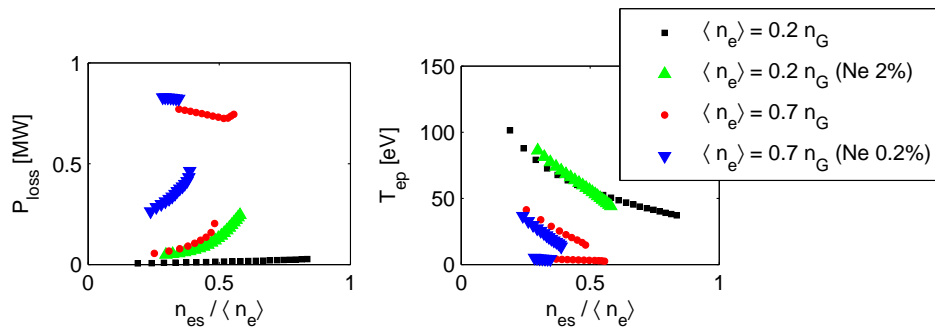 ⟨ n_e⟩ = 0.2 n_G
⟨ n_e⟩ = 0.2 n_G (Ne 2%)
⟨ n_e⟩ = 0.7 n_G
⟨ n_e⟩ = 0.7 n_G (Ne 0.2%)
P_loss [MW]
1
0.5
0
0
0.5
1
n_es / ⟨ n_e⟩
T_ep [eV]
150
100
50
0
0
0.5
1
n_es / ⟨ n_e⟩